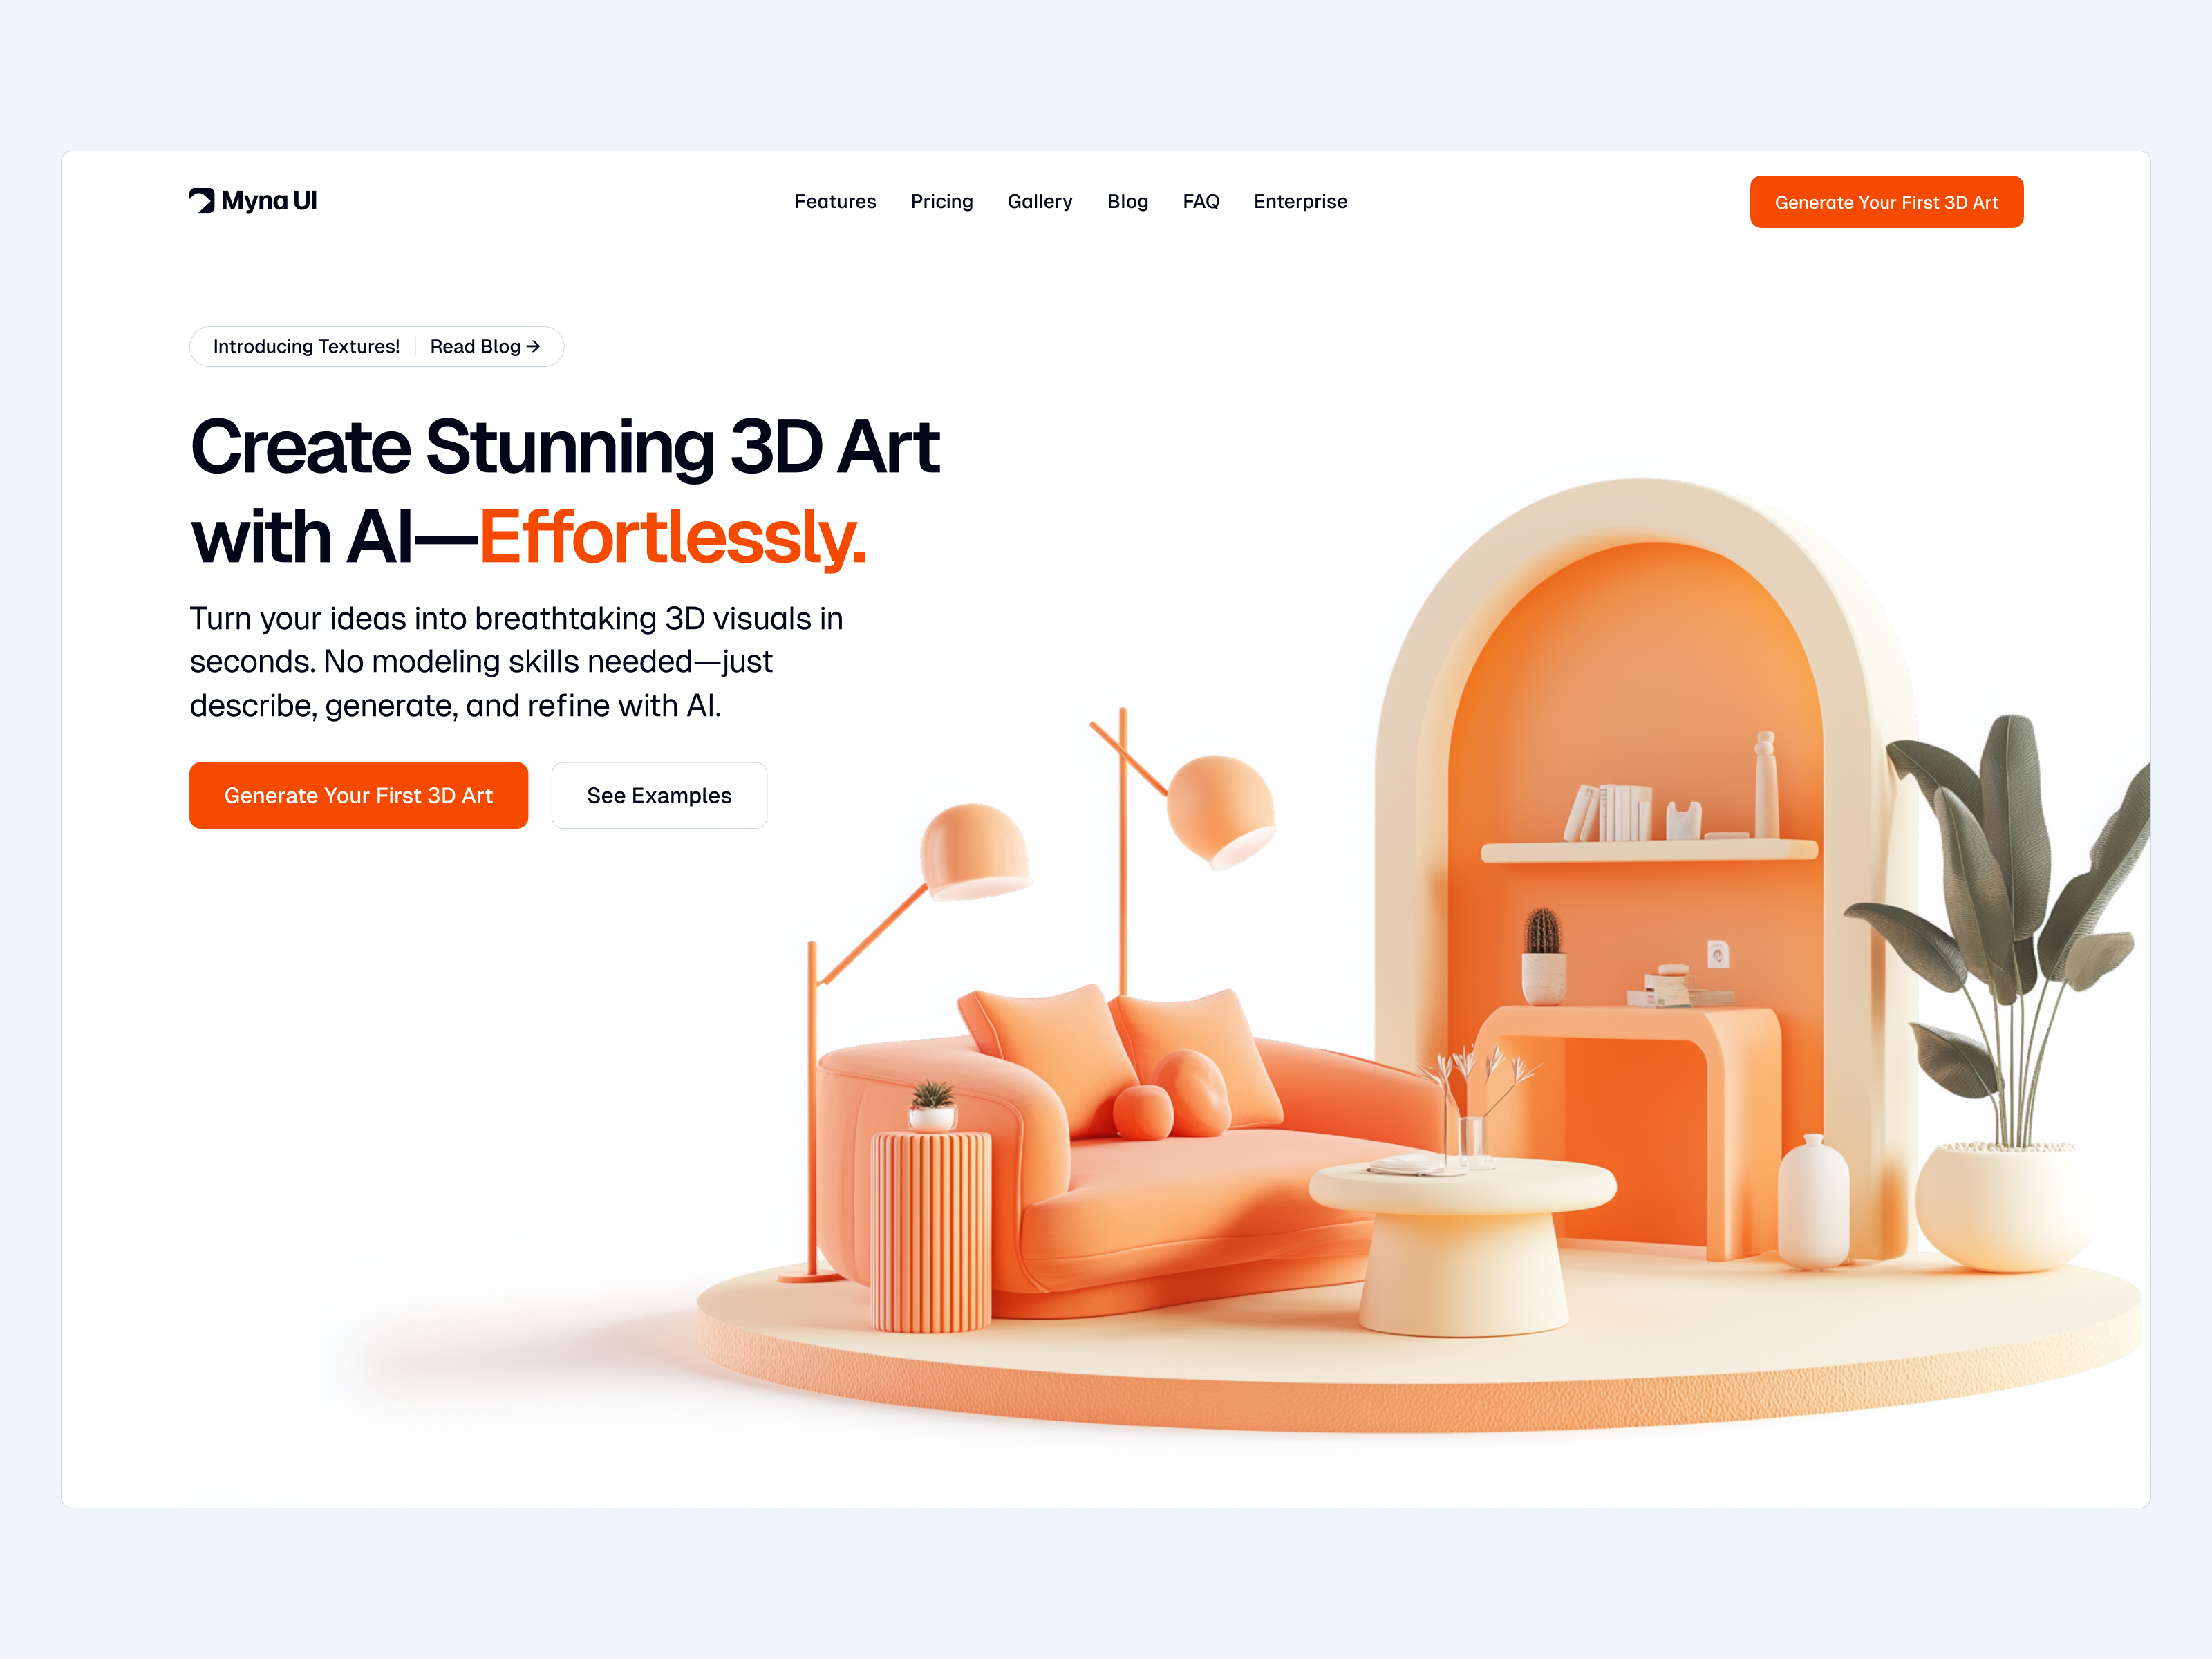 Myna UI
Features Pricing Gallery Blog FAQ Enterprise
Generate Your First 3D Art
Introducing Textures! Read Blog →
Create Stunning 3D Art
with AI—Effortlessly.
Turn your ideas into breathtaking 3D visuals in
seconds. No modeling skills needed—just
describe, generate, and refine with AI.
Generate Your First 3D Art
See Examples